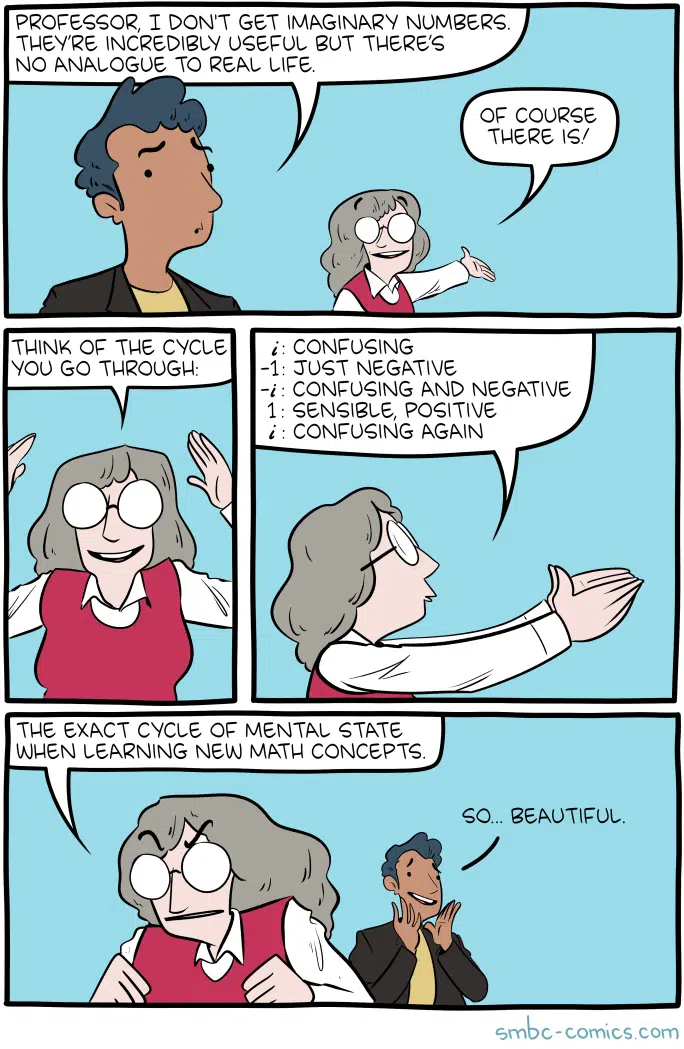 PROFESSOR, I DON'T GET IMAGINARY NUMBERS.
THEY'RE INCREDIBLY USEFUL BUT THERE'S
NO ANALOGUE TO REAL LIFE.
OF COURSE
THERE IS!
THINK OF THE CYCLE
YOU GO THROUGH:
i: CONFUSING
-1: JUST NEGATIVE
-i: CONFUSING AND NEGATIVE
1: SENSIBLE, POSITIVE
i: CONFUSING AGAIN
THE EXACT CYCLE OF MENTAL STATE
WHEN LEARNING NEW MATH CONCEPTS.
SO... BEAUTIFUL.
smbc-comics.com